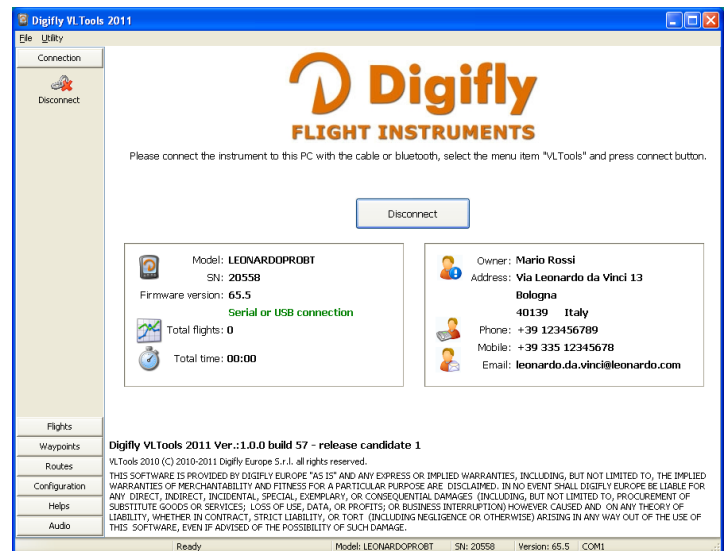 Digifly VLTools 2011
File Utility
Connection
Disconnect
Digifly
FLIGHT INSTRUMENTS
Please connect the instrument to this PC with the cable or bluetooth, select the menu item "VLTools" and press connect button.
Disconnect
Model: LEONARDOPROBT
SN: 20558
Firmware version: 65.5
Serial or USB connection
Total flights: 0
Total time: 00:00
Owner: Mario Rossi
Address: Via Leonardo da Vinci 13
Bologna
40139 Italy
Phone: +39 123456789
Mobile: +39 335 12345678
Email: leonardo.da.vinci@leonardo.com
Flights
Waypoints
Routes
Configuration
Helps
Audio
Digifly VLTools 2011 Ver.:1.0.0 build 57 - release candidate 1
VLTools 2010 (C) 2010-2011 Digifly Europe S.r.l. all rights reserved.
THIS SOFTWARE IS PROVIDED BY DIGIFLY EUROPE "AS IS" AND ANY EXPRESS OR IMPLIED WARRANTIES, INCLUDING, BUT NOT LIMITED TO, THE IMPLIED
WARRANTIES OF MERCHANTABILITY AND FITNESS FOR A PARTICULAR PURPOSE ARE DISCLAIMED. IN NO EVENT SHALL DIGIFLY EUROPE BE LIABLE FOR
ANY DIRECT, INDIRECT, INCIDENTAL, SPECIAL, EXEMPLARY, OR CONSEQUENTIAL DAMAGES (INCLUDING, BUT NOT LIMITED TO, PROCUREMENT OF
SUBSTITUTE GOODS OR SERVICES; LOSS OF USE, DATA, OR PROFITS; OR BUSINESS INTERRUPTION) HOWEVER CAUSED AND ON ANY THEORY OF
LIABILITY, WHETHER IN CONTRACT, STRICT LIABILITY, OR TORT (INCLUDING NEGLIGENCE OR OTHERWISE) ARISING IN ANY WAY OUT OF THE USE OF
THIS SOFTWARE, EVEN IF ADVISED OF THE POSSIBILITY OF SUCH DAMAGE.
Ready Model: LEONARDOPROBT SN: 20558 Version: 65.5 COM1